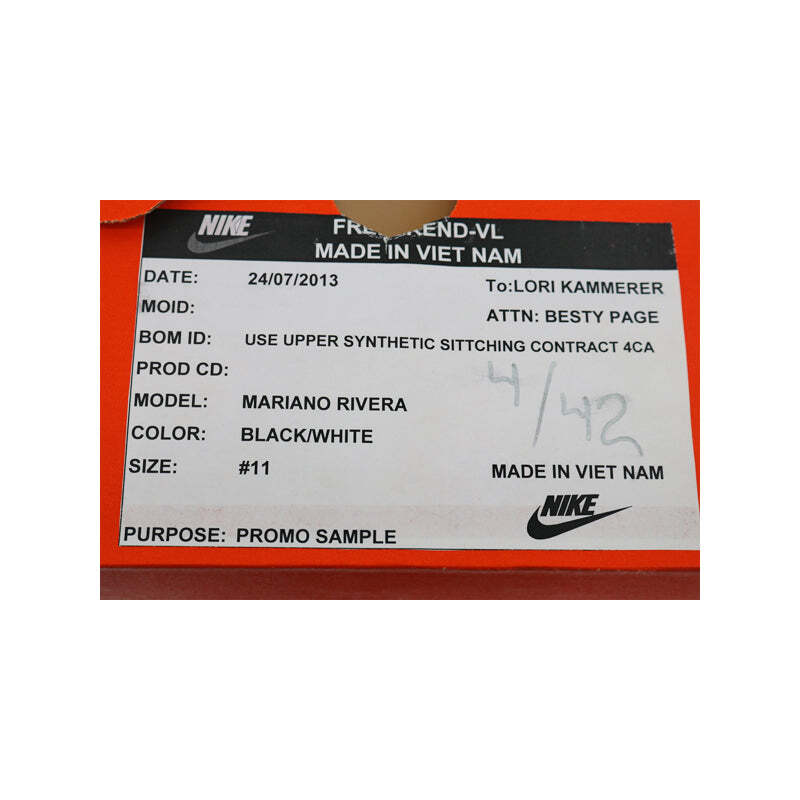 NIKE
MADE IN VIET NAM
DATE: 24/07/2013 To:LORI KAMMERER
MOID: ATTN: BESTY PAGE
BOM ID: USE UPPER SYNTHETIC SITTCHING CONTRACT 4CA
PROD CD:
4/42
MODEL: MARIANO RIVERA
COLOR: BLACK/WHITE
SIZE: #11 MADE IN VIET NAM
NIKE
PURPOSE: PROMO SAMPLE